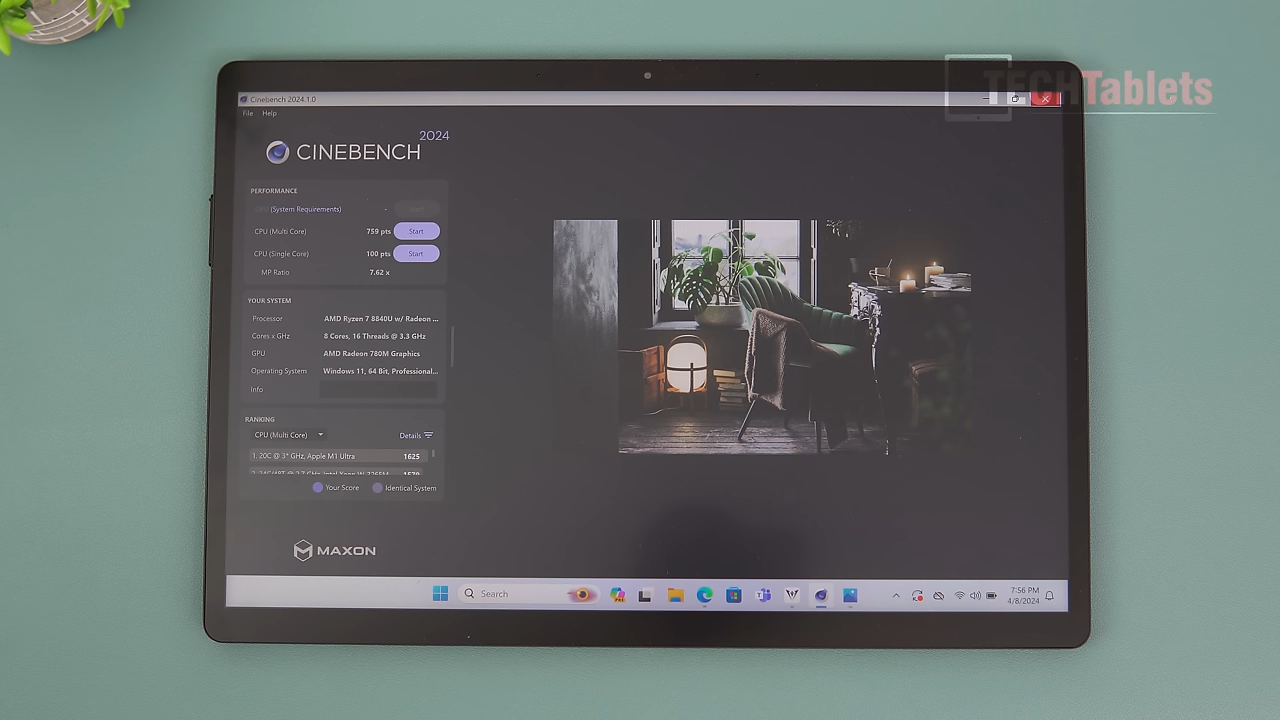 TECHTablets
Cinebench 2024.1.0
File Help
2024
CINEBENCH
PERFORMANCE
(System Requirements) -
CPU (Multi Core) 759 pts Start
CPU (Single Core) 100 pts Start
MP Ratio 7.62 x
YOUR SYSTEM
Processor AMD Ryzen 7 8840U w/ Radeon ...
Cores x GHz 8 Cores, 16 Threads @ 3.3 GHz
GPU AMD Radeon 780M Graphics
Operating System Windows 11, 64 Bit, Professional...
Info
RANKING
CPU (Multi Core) Details
1. 20C @ 3* GHz, Apple M1 Ultra 1625
Your Score Identical System
MAXON
Search
7:56 PM
4/8/2024